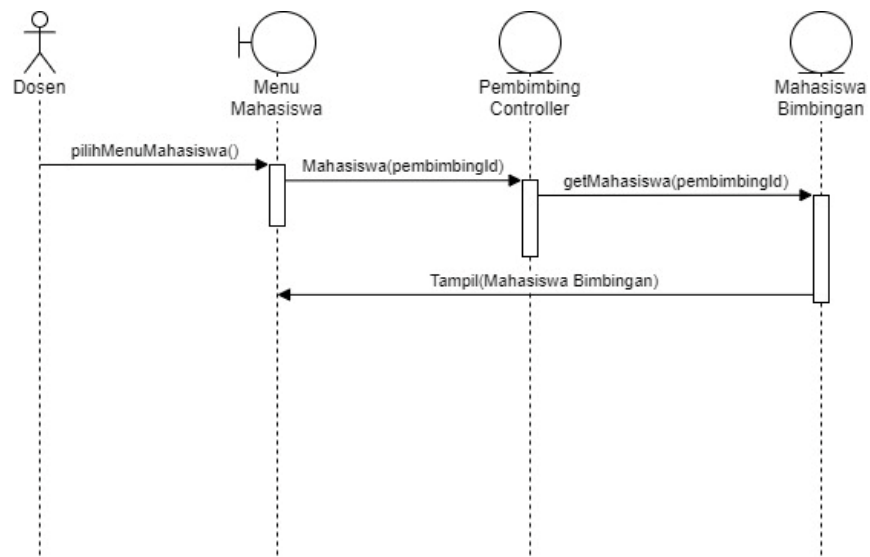 Dosen
Menu
Mahasiswa
Pembimbing
Controller
Mahasiswa
Bimbingan
pilihMenuMahasiswa()
Mahasiswa(pembimbingId)
getMahasiswa(pembimbingId)
Tampil(Mahasiswa Bimbingan)